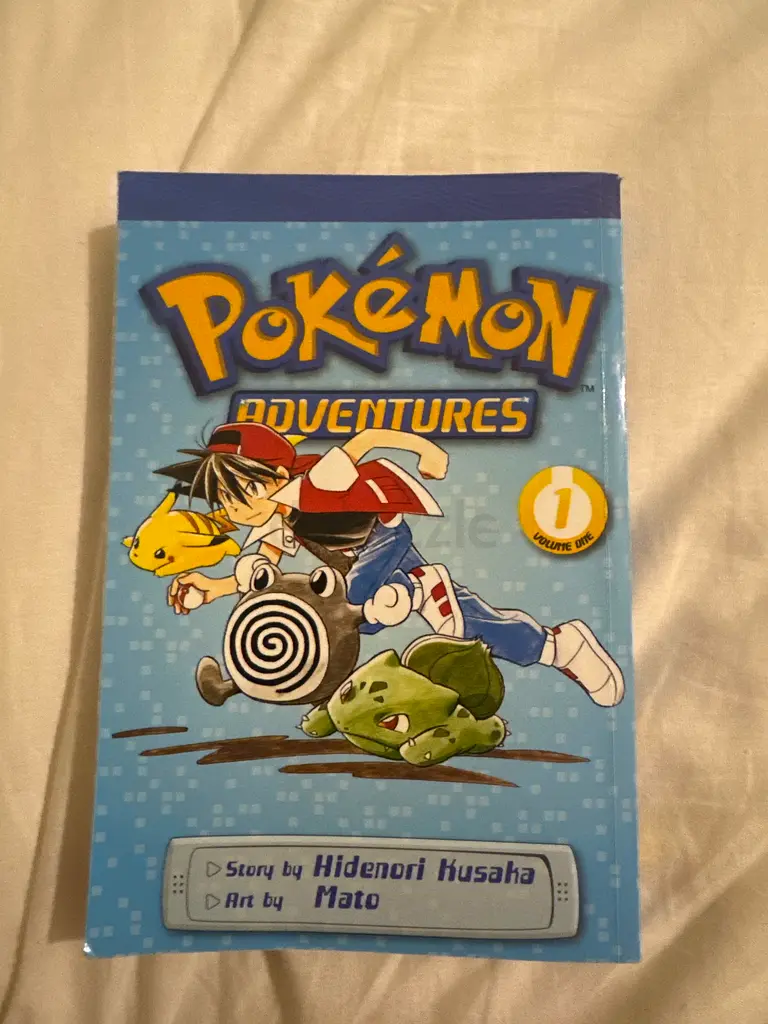 POKéMON
TM
ADVENTURES
1
VOLUME ONE
Story by Hidenori Kusaka
Art by Mato